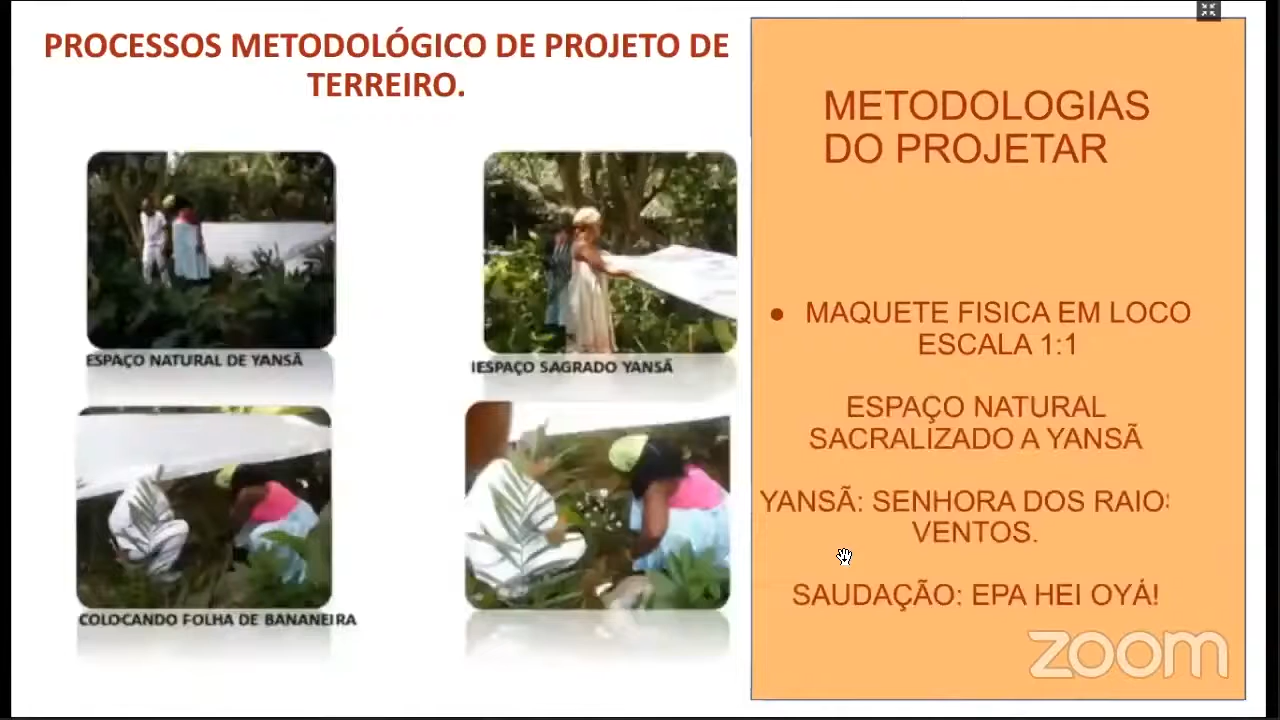 PROCESSOS METODOLÓGICO DE PROJETO DE
TERREIRO.
ESPAÇO NATURAL DE YANSÃ
IESPAÇO SAGRADO YANSÃ
COLOCANDO FOLHA DE BANANEIRA
METODOLOGIAS
DO PROJETAR
● MAQUETE FISICA EM LOCO
ESCALA 1:1
ESPAÇO NATURAL
SACRALIZADO A YANSÃ
YANSÃ: SENHORA DOS
VENTOS.
SAUDAÇÃO: EPA HEI OYÁ!
zoom